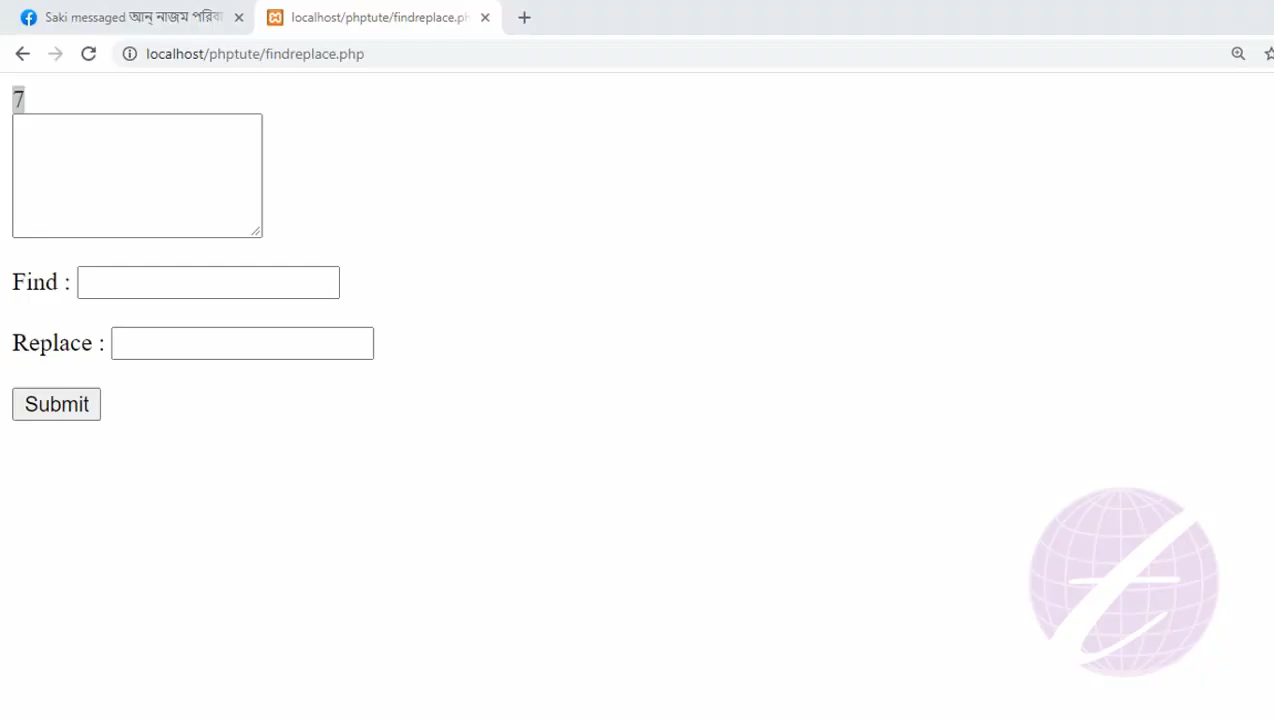 Saki messaged আন্ নাজম পরিবা
localhost/phptute/findreplace.ph
localhost/phptute/findreplace.php
7
Find :
Replace :
Submit